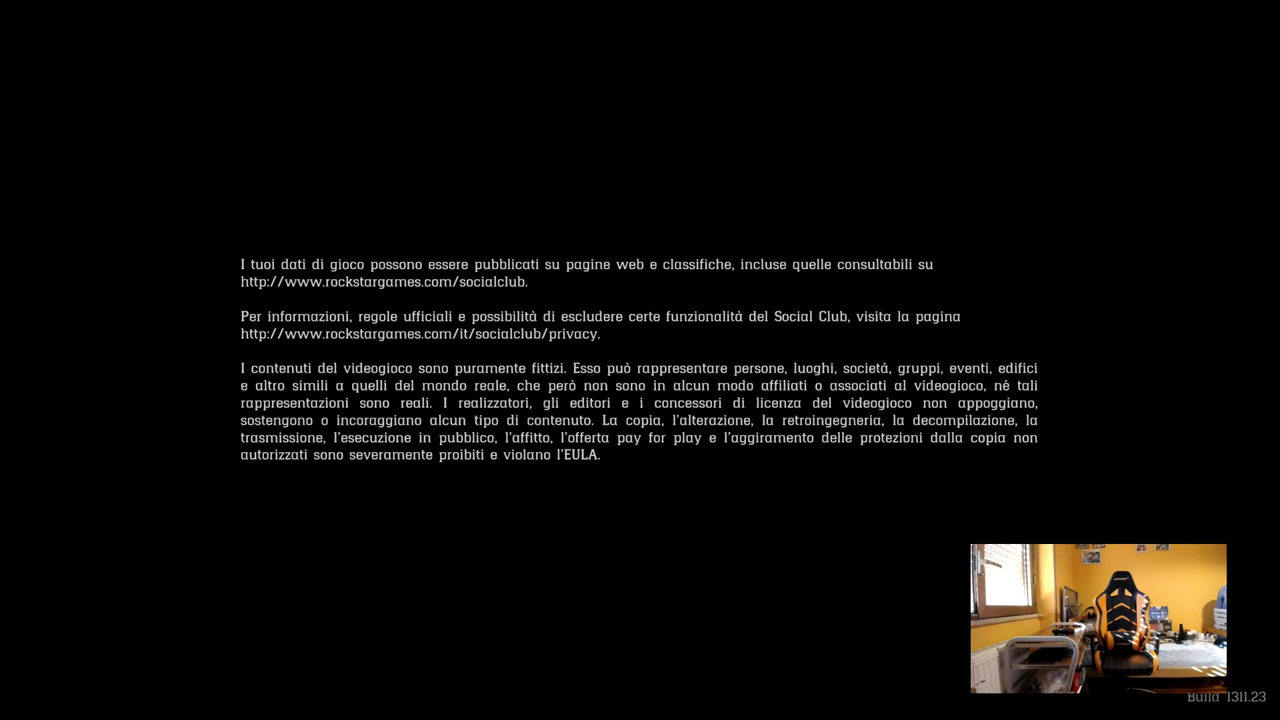 I tuoi dati di gioco possono essere pubblicati su pagine web e classifiche, incluse quelle consultabili su
http://www.rockstargames.com/socialclub.
Per informazioni, regole ufficiali e possibilità di escludere certe funzionalità del Social Club, visita la pagina
http://www.rockstargames.com/it/socialclub/privacy.
I contenuti del videogioco sono puramente fittizi. Esso può rappresentare persone, luoghi, società, gruppi, eventi, edifici
e altro simili a quelli del mondo reale, che però non sono in alcun modo affiliati o associati al videogioco, né tali
rappresentazioni sono reali. I realizzatori, gli editori e i concessori di licenza del videogioco non appoggiano,
sostengono o incoraggiano alcun tipo di contenuto. La copia, l'alterazione, la retroingegneria, la decompilazione, la
trasmissione, l'esecuzione in pubblico, l'affitto, l'offerta pay for play e l'aggiramento delle protezioni dalla copia non
autorizzati sono severamente proibiti e violano l'EULA.
Build 1311.23